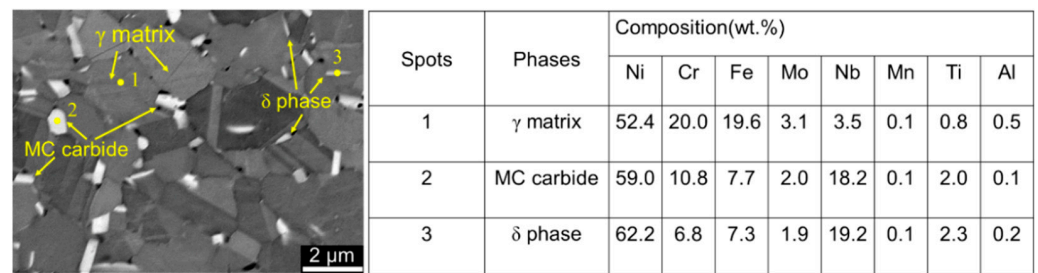 γ matrix
3
1
δ phase
2
MC carbide
2 μm
Spots Phases Composition(wt.%)
Ni Cr Fe Mo Nb Mn Ti Al
1 γ matrix 52.4 20.0 19.6 3.1 3.5 0.1 0.8 0.5
2 MC carbide 59.0 10.8 7.7 2.0 18.2 0.1 2.0 0.1
3 δ phase 62.2 6.8 7.3 1.9 19.2 0.1 2.3 0.2